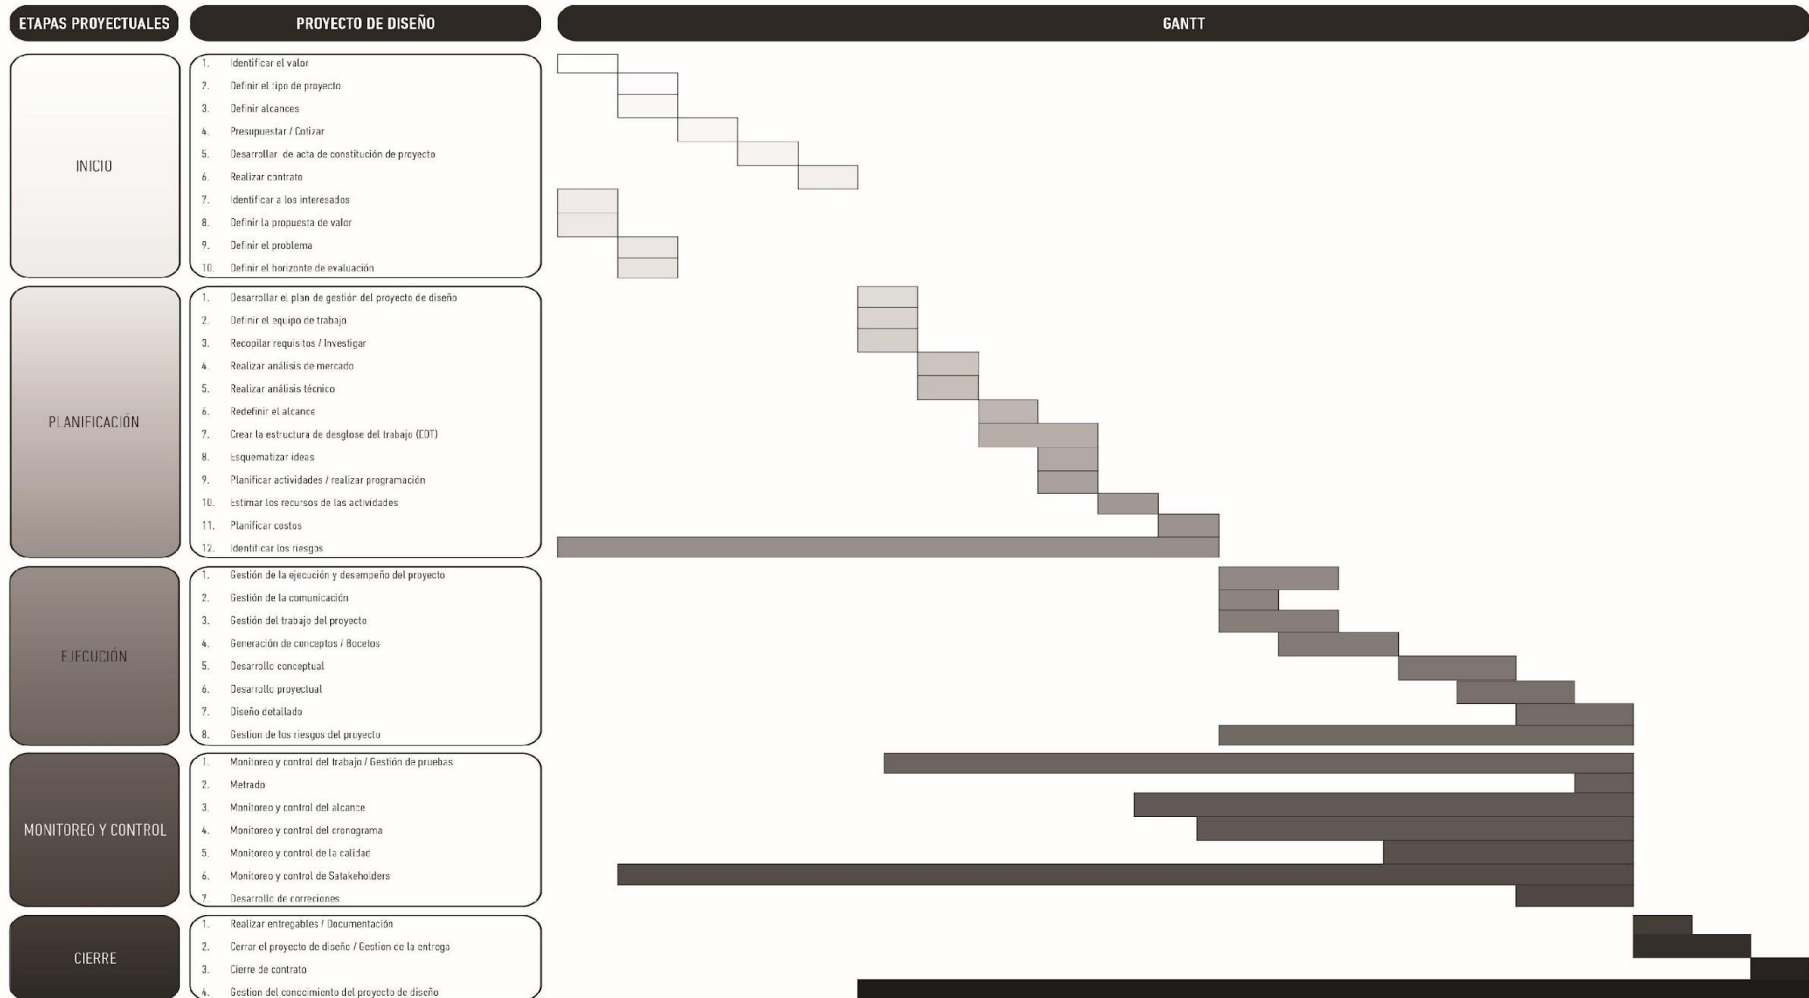 ETAPAS PROYECTUALES
PROYECTO DE DISEÑO
GANTT
INICIO
1. Identificar el valor
2. Definir el tipo de proyecto
3. Definir alcances
4. Presupuestar / Cotizar
5. Desarrollar de acta de constitución de proyecto
6. Realizar contrato
7. Identificar a los interesados
8. Definir la propuesta de valor
9. Definir el problema
10. Definir el horizonte de evaluación
PLANIFICACIÓN
1. Desarrollar el plan de gestión del proyecto de diseño
2. Definir el equipo de trabajo
3. Recopilar requisitos / Investigar
4. Realizar análisis de mercado
5. Realizar análisis técnico
6. Redefinir el alcance
7. Crear la estructura de desglose del trabajo (EDT)
8. Esquematizar ideas
9. Planificar actividades / realizar programación
10. Estimar los recursos de las actividades
11. Planificar costos
12. Identificar los riesgos
EJECUCIÓN
1. Gestión de la ejecución y desempeño del proyecto
2. Gestión de la comunicación
3. Gestión del trabajo del proyecto
4. Generación de conceptos / Bocetos
5. Desarrollo conceptual
6. Desarrollo proyectual
7. Diseño detallado
8. Gestion de los riesgos del proyecto
MONITOREO Y CONTROL
1. Monitoreo y control del trabajo / Gestión de pruebas
2. Metrado
3. Monitoreo y control del alcance
4. Monitoreo y control del cronograma
5. Monitoreo y control de la calidad
6. Monitoreo y control de Satakeholders
7. Desarrollo de correciones
CIERRE
1. Realizar entregables / Documentación
2. Cerrar el proyecto de diseño / Gestion de la entrega
3. Cierre de contrato
4. Gestion del conocimiento del proyecto de diseño